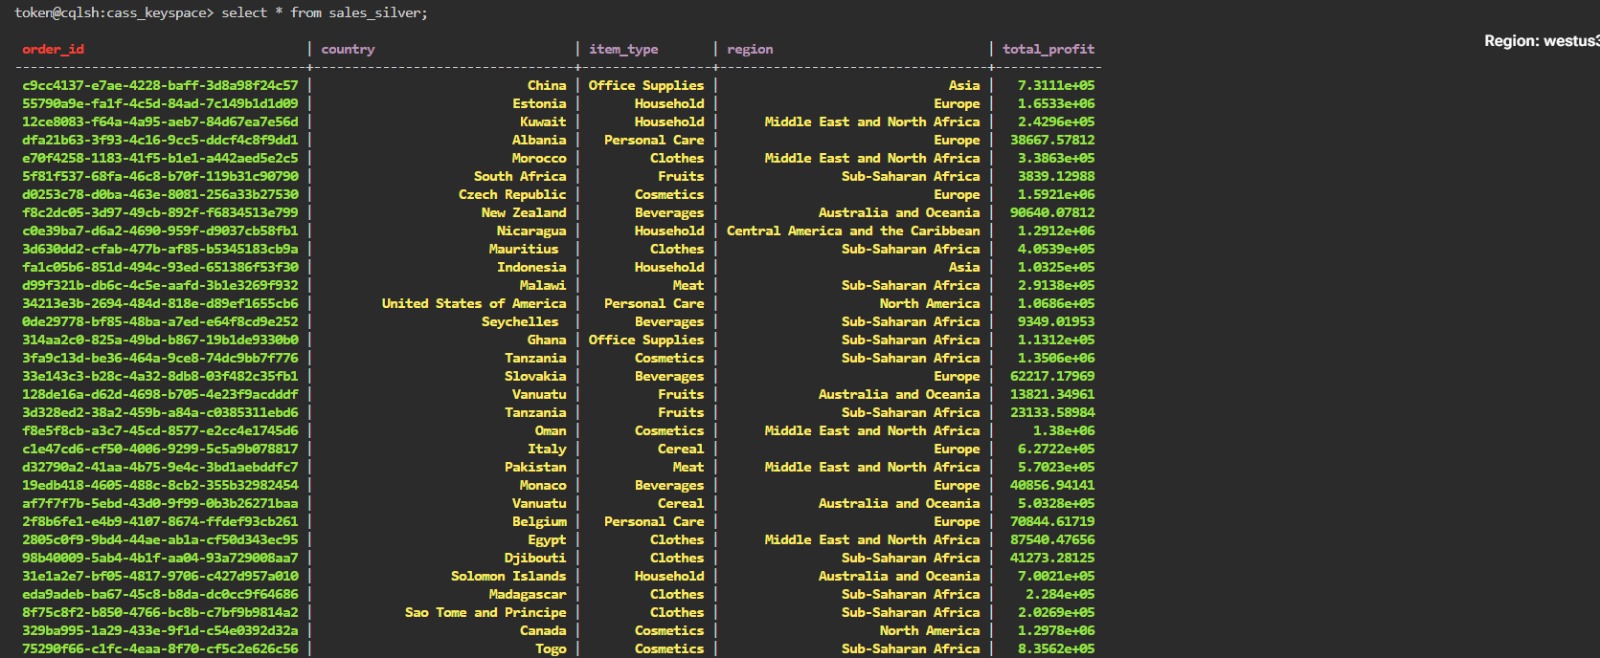 token@cqlsh:cass_keyspace> select * from sales_silver;
Region: westus3
order_id | country | item_type | region | total_profit
c9cc4137-e7ae-4228-baff-3d8a98f24c57 | China | Office Supplies | Asia | 7.3111e+05
55790a9e-fa1f-4c5d-84ad-7c149b1d1d09 | Estonia | Household | Europe | 1.6533e+06
12ce8083-f64a-4a95-aeb7-84d67ea7e56d | Kuwait | Household | Middle East and North Africa | 2.4296e+05
dfa21b63-3f93-4c16-9cc5-ddcf4c8f9dd1 | Albania | Personal Care | Europe | 38667.57812
e70f4258-1183-41f5-b1e1-a442aed5e2c5 | Morocco | Clothes | Middle East and North Africa | 3.3863e+05
5f81f537-68fa-46c8-b70f-119b31c90790 | South Africa | Fruits | Sub-Saharan Africa | 3839.12988
d0253c78-d0ba-463e-8081-256a33b27530 | Czech Republic | Cosmetics | Europe | 1.5921e+06
f8c2dc05-3d97-49cb-892f-f6834513e799 | New Zealand | Beverages | Australia and Oceania | 90640.07812
c0e39ba7-d6a2-4690-959f-d9037cb58fb1 | Nicaragua | Household | Central America and the Caribbean | 1.2912e+06
3d630dd2-cfab-477b-af85-b5345183cb9a | Mauritius | Clothes | Sub-Saharan Africa | 4.0539e+05
fa1c05b6-851d-494c-93ed-651386f53f30 | Indonesia | Household | Asia | 1.0325e+05
d99f321b-db6c-4c5e-aafd-3b1e3269f932 | Malawi | Meat | Sub-Saharan Africa | 2.9138e+05
34213e3b-2694-484d-818e-d89ef1655cb6 | United States of America | Personal Care | North America | 1.0686e+05
0de29778-bf85-48ba-a7ed-e64f8cd9e252 | Seychelles | Beverages | Sub-Saharan Africa | 9349.01953
314aa2c0-825a-49bd-b867-19b1de9330b0 | Ghana | Office Supplies | Sub-Saharan Africa | 1.1312e+05
3fa9c13d-be36-464a-9ce8-74dc9bb7f776 | Tanzania | Cosmetics | Sub-Saharan Africa | 1.3506e+06
33e143c3-b28c-4a32-8db8-03f482c35fb1 | Slovakia | Beverages | Europe | 62217.17969
128de16a-d62d-4698-b705-4e23f9acdddf | Vanuatu | Fruits | Australia and Oceania | 13821.34961
3d328ed2-38a2-459b-a84a-c0385311ebd6 | Tanzania | Fruits | Sub-Saharan Africa | 23133.58984
f8e5f8cb-a3c7-45cd-8577-e2cc4e1745d6 | Oman | Cosmetics | Middle East and North Africa | 1.38e+06
c1e47cd6-cf50-4006-9299-5c5a9b078817 | Italy | Cereal | Europe | 6.2722e+05
d32790a2-41aa-4b75-9e4c-3bd1aebddfc7 | Pakistan | Meat | Middle East and North Africa | 5.7023e+05
19edb418-4605-488c-8cb2-355b32982454 | Monaco | Beverages | Europe | 40856.94141
af7f7f7b-5ebd-43d0-9f99-0b3b26271baa | Vanuatu | Cereal | Australia and Oceania | 5.0328e+05
2f8b6fe1-e4b9-4107-8674-ffdef93cb261 | Belgium | Personal Care | Europe | 70844.61719
2805c0f9-9bd4-44ae-ab1a-cf50d343ec95 | Egypt | Clothes | Middle East and North Africa | 87540.47656
98b40009-5ab4-4b1f-aa04-93a729008aa7 | Djibouti | Clothes | Sub-Saharan Africa | 41273.28125
31e1a2e7-bf05-4817-9706-c427d957a010 | Solomon Islands | Household | Australia and Oceania | 7.0021e+05
eda9adeb-ba67-45c8-b8da-dc0cc9f64686 | Madagascar | Clothes | Sub-Saharan Africa | 2.284e+05
8f75c8f2-b850-4766-bc8b-c7bf9b9814a2 | Sao Tome and Principe | Clothes | Sub-Saharan Africa | 2.0269e+05
329ba995-1a29-433e-9f1d-c54e0392d32a | Canada | Cosmetics | North America | 1.2978e+06
75290f66-c1fc-4eaa-8f70-cf5c2e626c56 | Togo | Cosmetics | Sub-Saharan Africa | 8.3562e+05